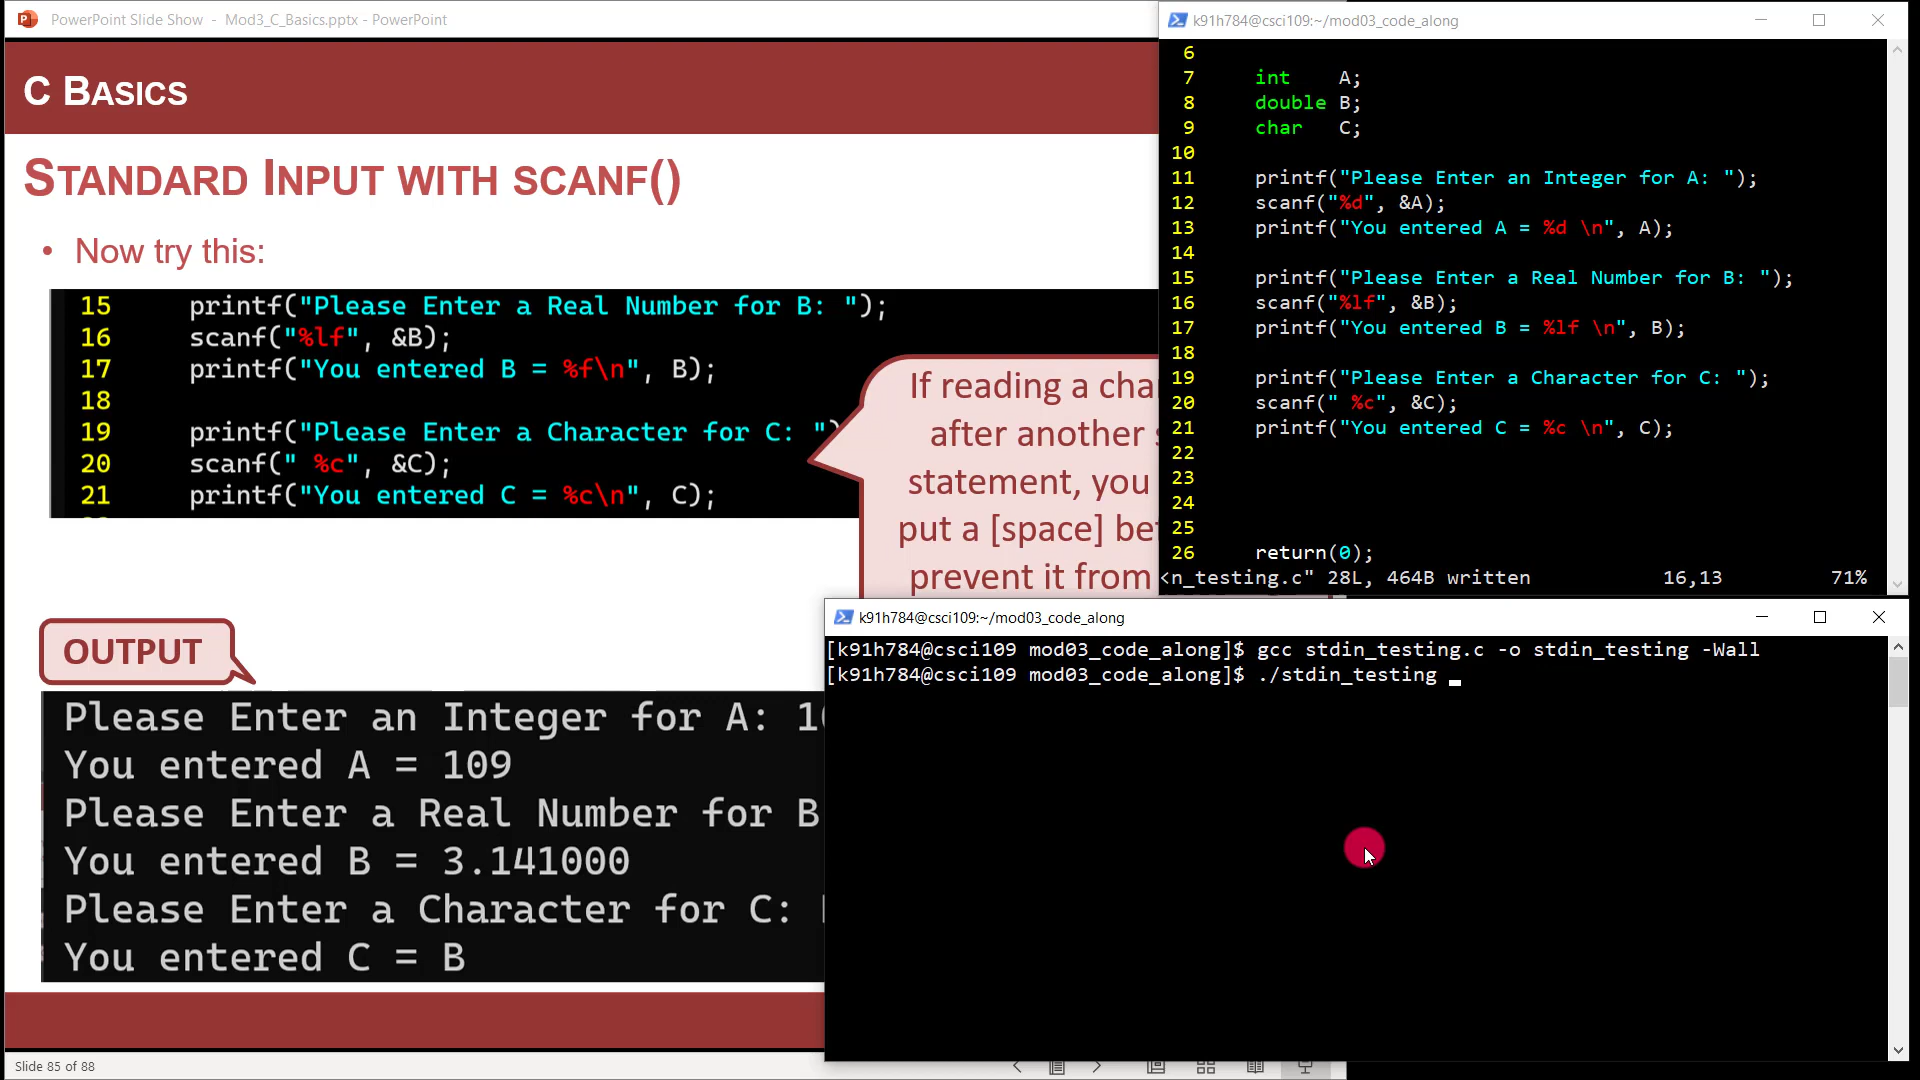 PowerPoint Slide Show - Mod3_C_Basics.pptx - PowerPoint
C BASICS
STANDARD INPUT WITH SCANF()
• Now try this:
15 printf("Please Enter a Real Number for B: ");
16 scanf("%lf", &B);
17 printf("You entered B = %f\n", B);
18
19 printf("Please Enter a Character for C: ")
20 scanf(" %c", &C);
21 printf("You entered C = %c\n", C);
If reading a cha
after another
statement, you
put a [space] be
prevent it from
OUTPUT
Please Enter an Integer for A: 1
You entered A = 109
Please Enter a Real Number for B
You entered B = 3.141000
Please Enter a Character for C:
You entered C = B
Slide 85 of 88
k91h784@csci109:~/mod03_code_along
6
7 int A;
8 double B;
9 char C;
10
11 printf("Please Enter an Integer for A: ");
12 scanf("%d", &A);
13 printf("You entered A = %d \n", A);
14
15 printf("Please Enter a Real Number for B: ");
16 scanf("%lf", &B);
17 printf("You entered B = %lf \n", B);
18
19 printf("Please Enter a Character for C: ");
20 scanf(" %c", &C);
21 printf("You entered C = %c \n", C);
22
23
24
25
26 return(0);
<n_testing.c" 28L, 464B written 16,13 71%
k91h784@csci109:~/mod03_code_along
[k91h784@csci109 mod03_code_along]$ gcc stdin_testing.c -o stdin_testing -Wall
[k91h784@csci109 mod03_code_along]$ ./stdin_testing